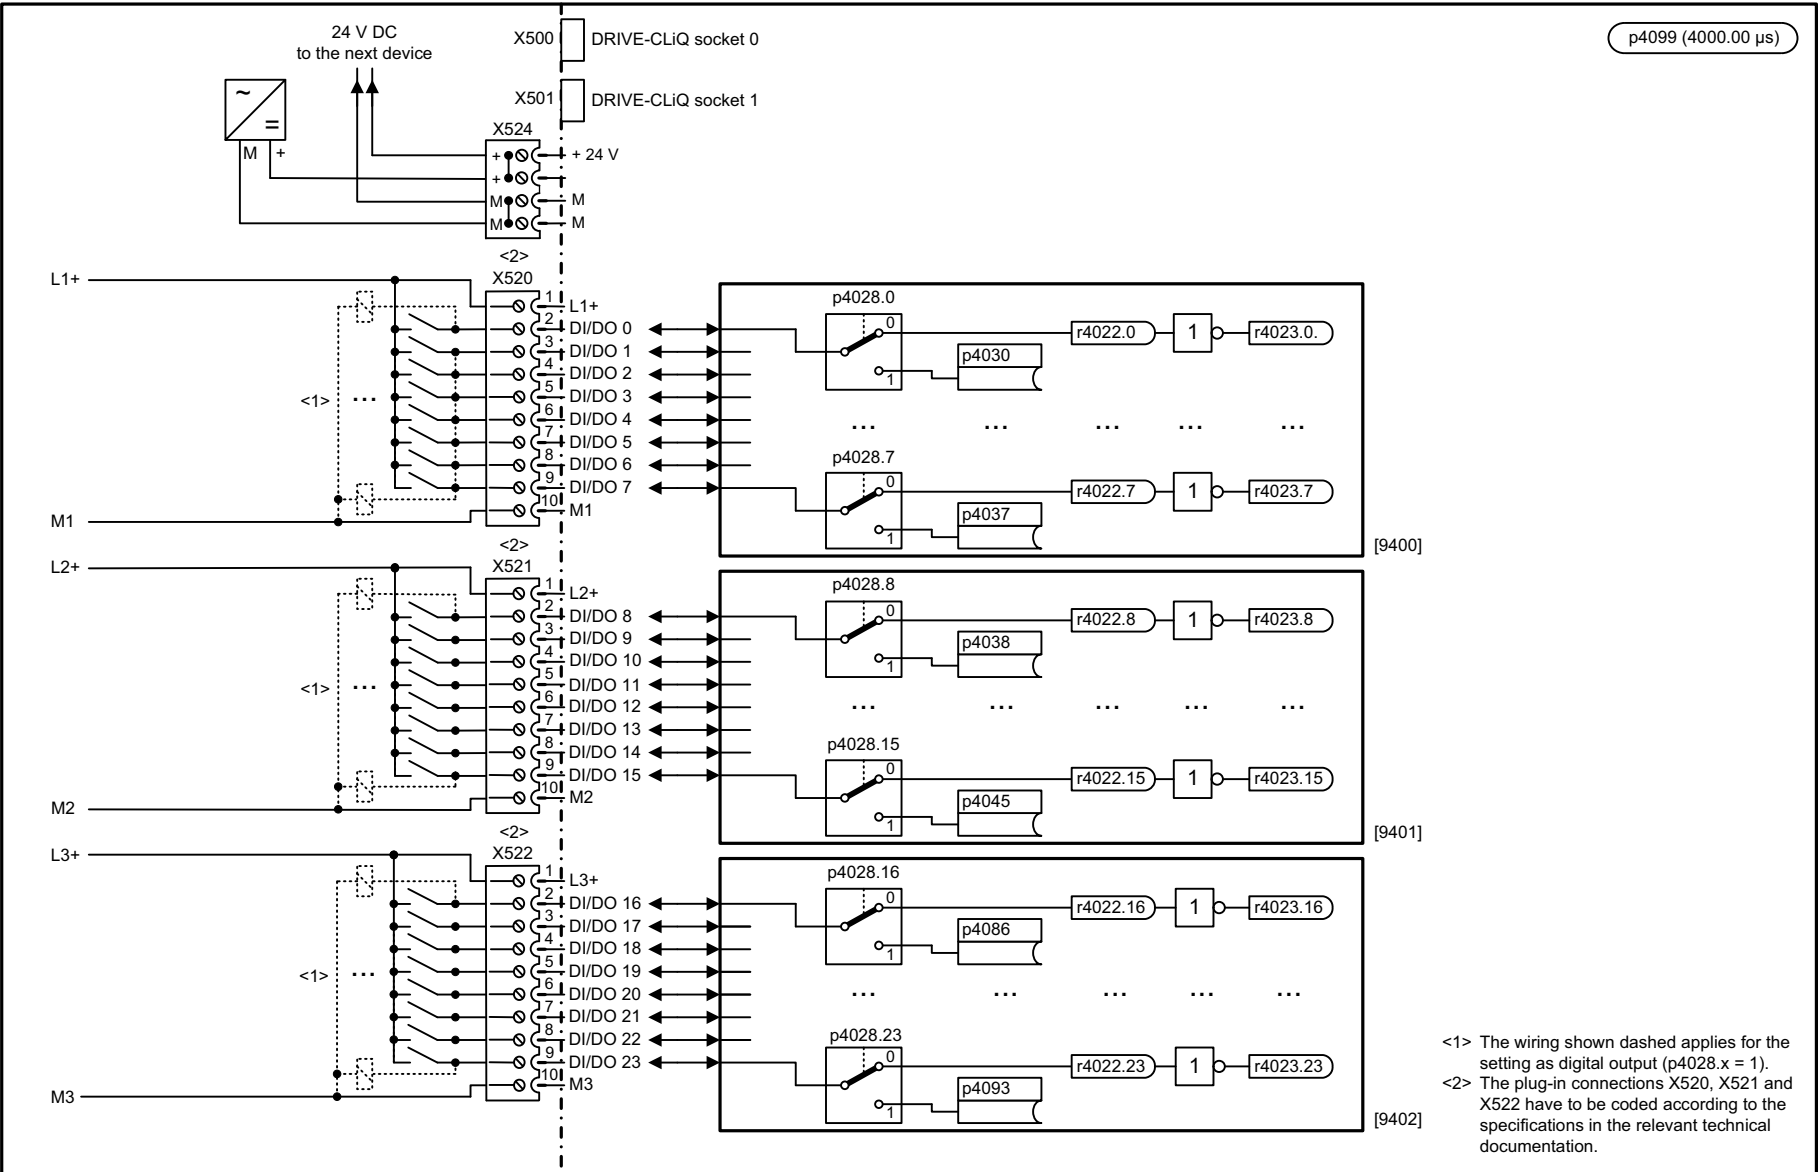 24 V DC
to the next device
X500 DRIVE-CLiQ socket 0
p4099 (4000.00 µs)
X501 DRIVE-CLiQ socket 1
~
=
M +
X524
+ + 24 V
+
M M
M M
<2>
L1+ X520
1 L1+
2 DI/DO 0
3 DI/DO 1
4 DI/DO 2
5 DI/DO 3
<1> ... 6 DI/DO 4
7 DI/DO 5
8 DI/DO 6
9 DI/DO 7
10 M1
M1
p4028.0
0 r4022.0 1 r4023.0.
p4030
1
... ... ... ... ...
p4028.7
0 r4022.7 1 r4023.7
p4037
1
[9400]
<2>
L2+ X521
1 L2+
2 DI/DO 8
3 DI/DO 9
4 DI/DO 10
5 DI/DO 11
<1> ... 6 DI/DO 12
7 DI/DO 13
8 DI/DO 14
9 DI/DO 15
10 M2
M2
p4028.8
0 r4022.8 1 r4023.8
p4038
1
... ... ... ... ...
p4028.15
0 r4022.15 1 r4023.15
p4045
1
[9401]
<2>
L3+ X522
1 L3+
2 DI/DO 16
3 DI/DO 17
4 DI/DO 18
5 DI/DO 19
<1> ... 6 DI/DO 20
7 DI/DO 21
8 DI/DO 22
9 DI/DO 23
10 M3
M3
p4028.16
0 r4022.16 1 r4023.16
p4086
1
... ... ... ... ...
p4028.23
0 r4022.23 1 r4023.23
p4093
1
[9402]
<1> The wiring shown dashed applies for the
setting as digital output (p4028.x = 1).
<2> The plug-in connections X520, X521 and
X522 have to be coded according to the
specifications in the relevant technical
documentation.